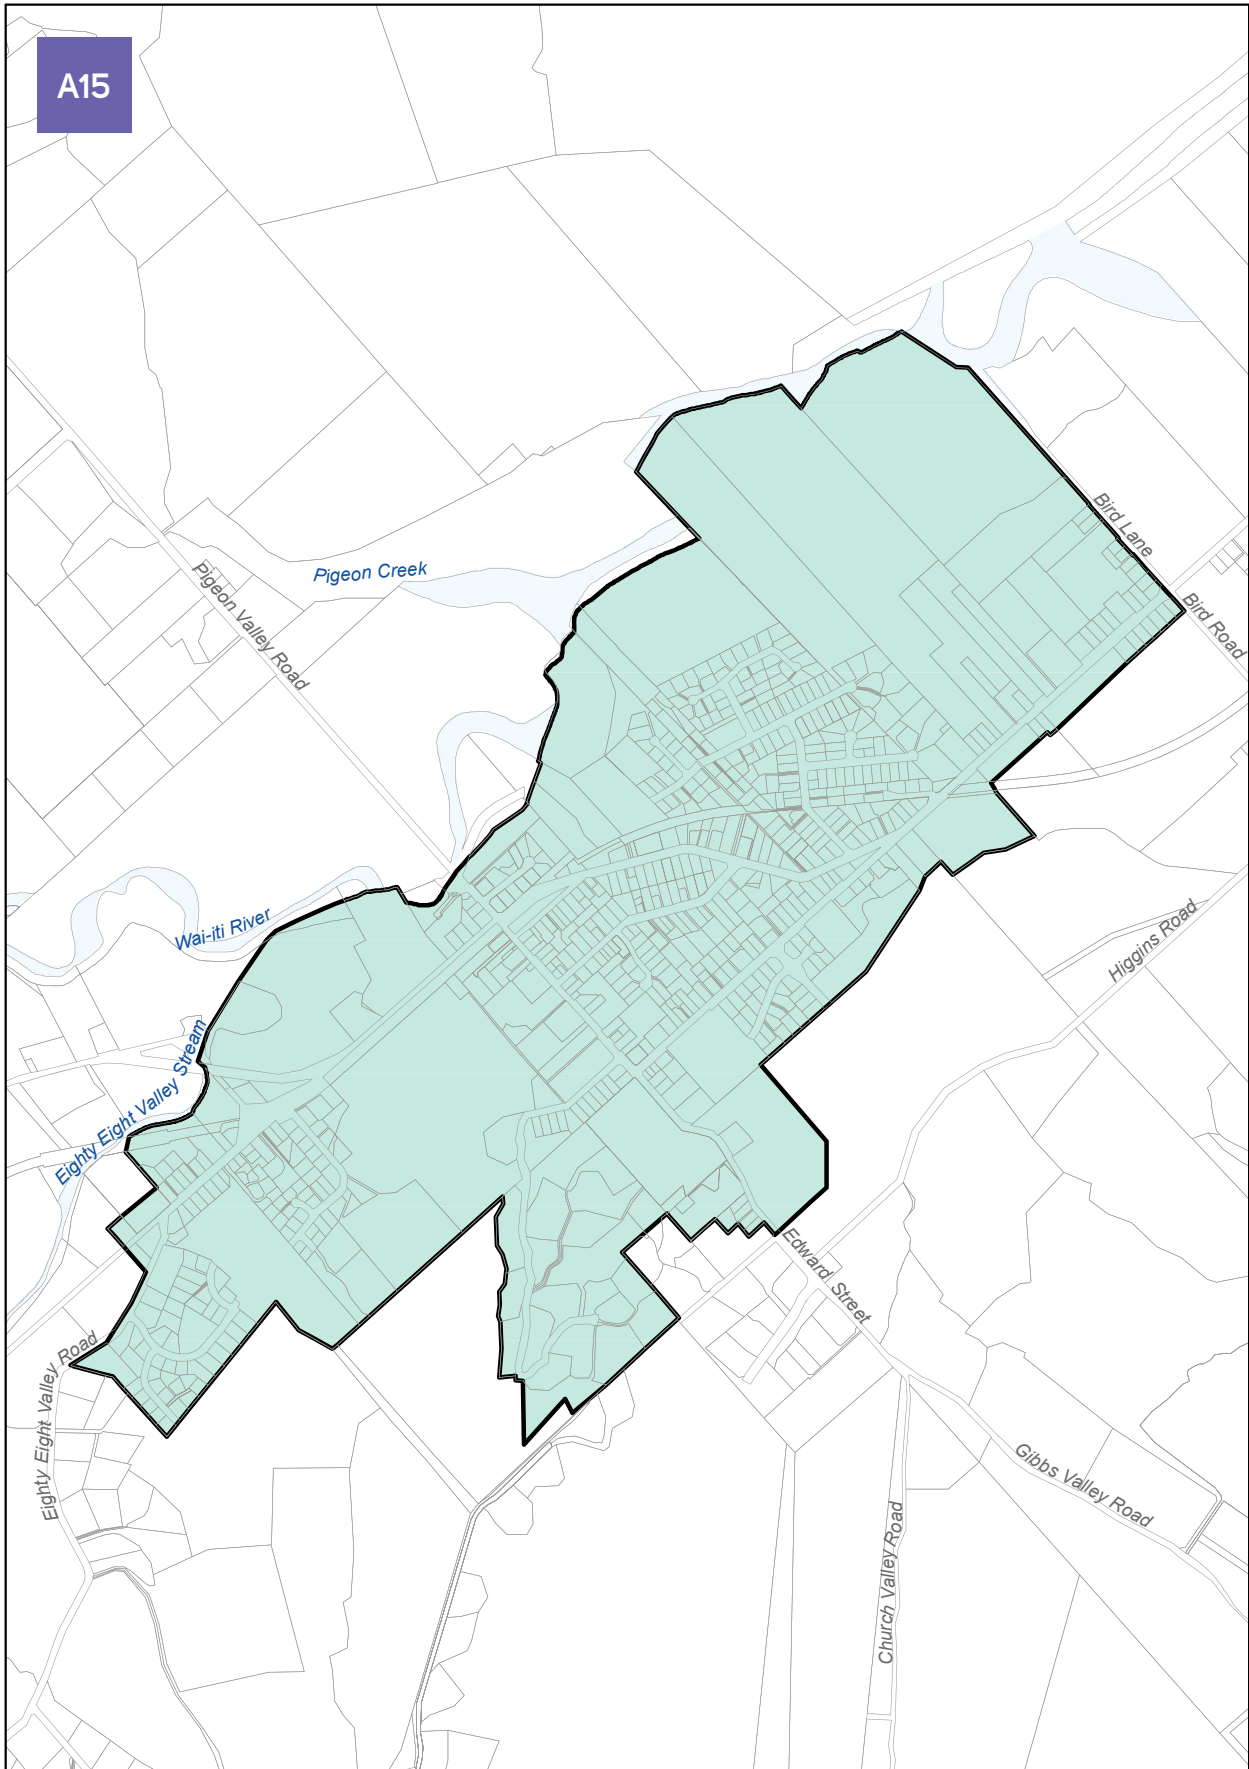 A15
Bird Lane
Pigeon Creek
Pigeon Valley Road
Bird Road
Wai-iti River
Higgins Road
Eighty Eight Valley Stream
Edward Street
Eighty Eight Valley Road
Gibbs Valley Road
Church Valley Road